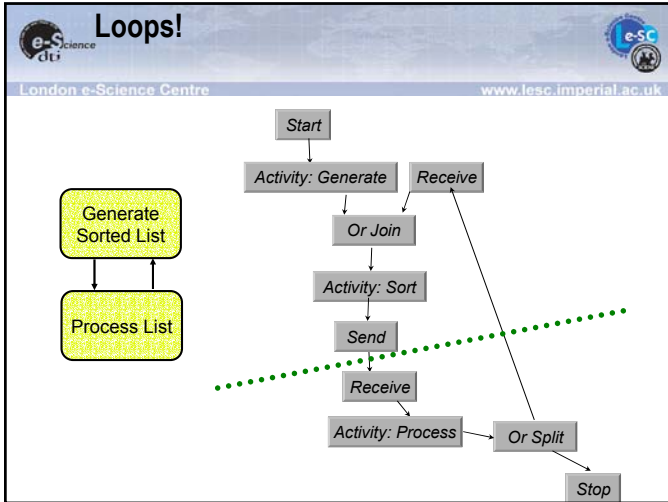 Loops!
e-Science
dti
e-SC
London e-Science Centre
www.lesc.imperial.ac.uk
Start
Activity: Generate
Receive
Generate
Sorted List
Or Join
Activity: Sort
Process List
Send
Receive
Activity: Process
Or Split
Stop